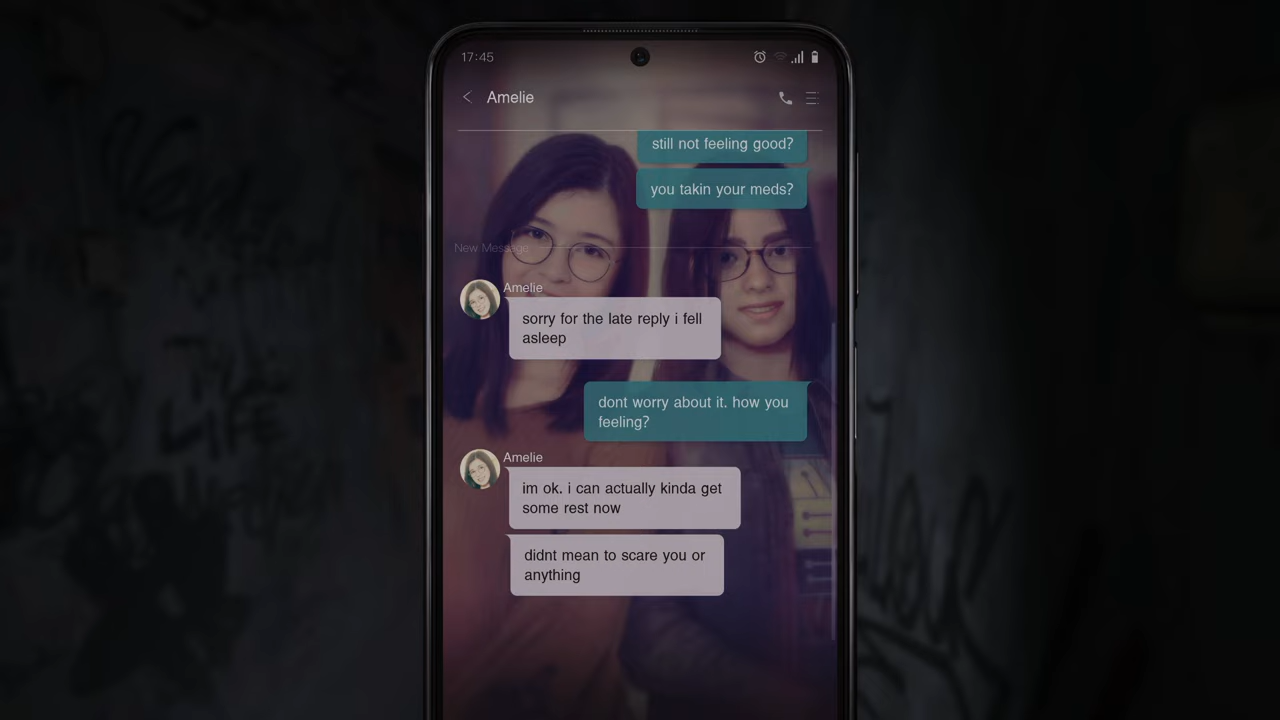 17:45
Amelie
still not feeling good?
you takin your meds?
New Message
Amelie
sorry for the late reply i fell
asleep
dont worry about it. how you
feeling?
Amelie
im ok. i can actually kinda get
some rest now
didnt mean to scare you or
anything
LIFE